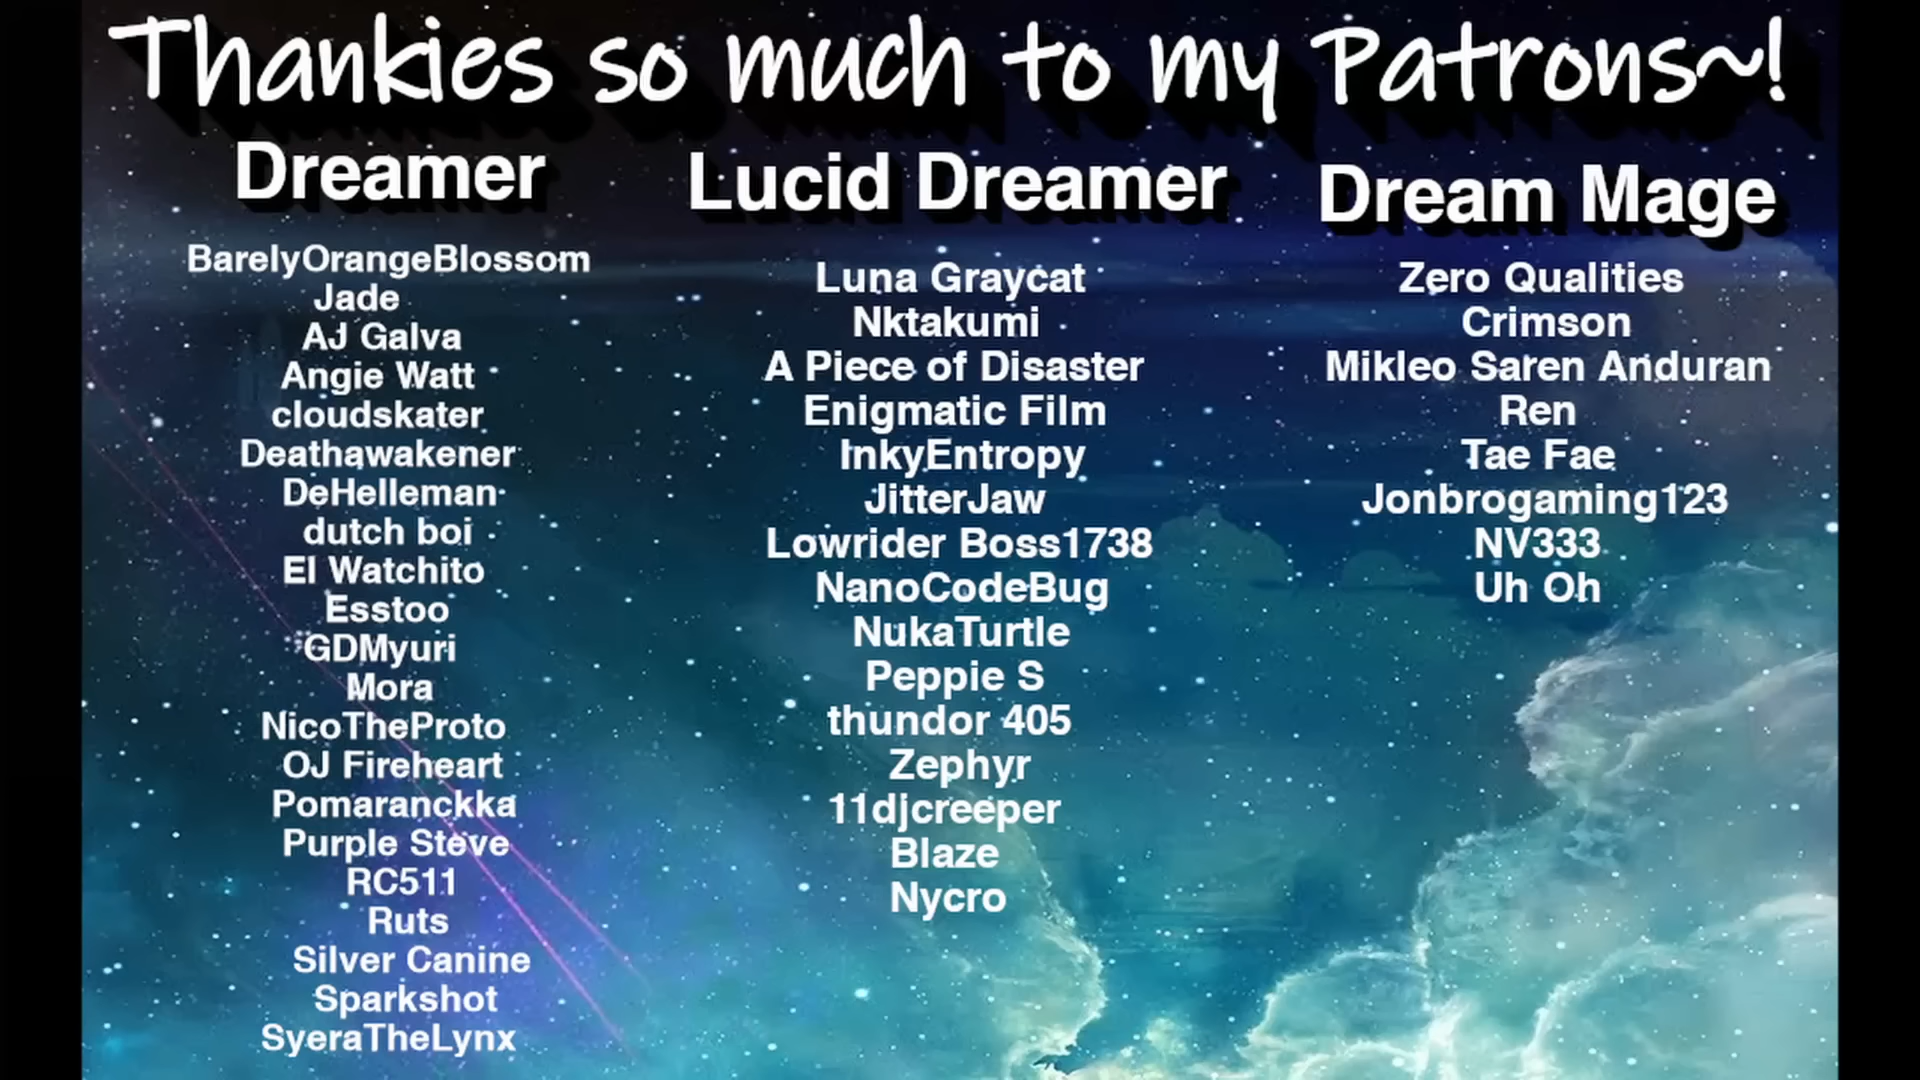 Thankies so much to my Patrons~!
Dreamer
BarelyOrangeBlossom
Jade
AJ Galva
Angie Watt
cloudskater
Deathawakener
DeHelleman
dutch boi
El Watchito
Esstoo
GDMyuri
Mora
NicoTheProto
OJ Fireheart
Pomaranckka
Purple Steve
RC511
Ruts
Silver Canine
Sparkshot
SyeraTheLynx
Lucid Dreamer
Luna Graycat
Nktakumi
A Piece of Disaster
Enigmatic Film
InkyEntropy
JitterJaw
Lowrider Boss1738
NanoCodeBug
NukaTurtle
Peppie S
thundor 405
Zephyr
11djcreeper
Blaze
Nycro
Dream Mage
Zero Qualities
Crimson
Mikleo Saren Anduran
Ren
Tae Fae
Jonbrogaming123
NV333
Uh Oh